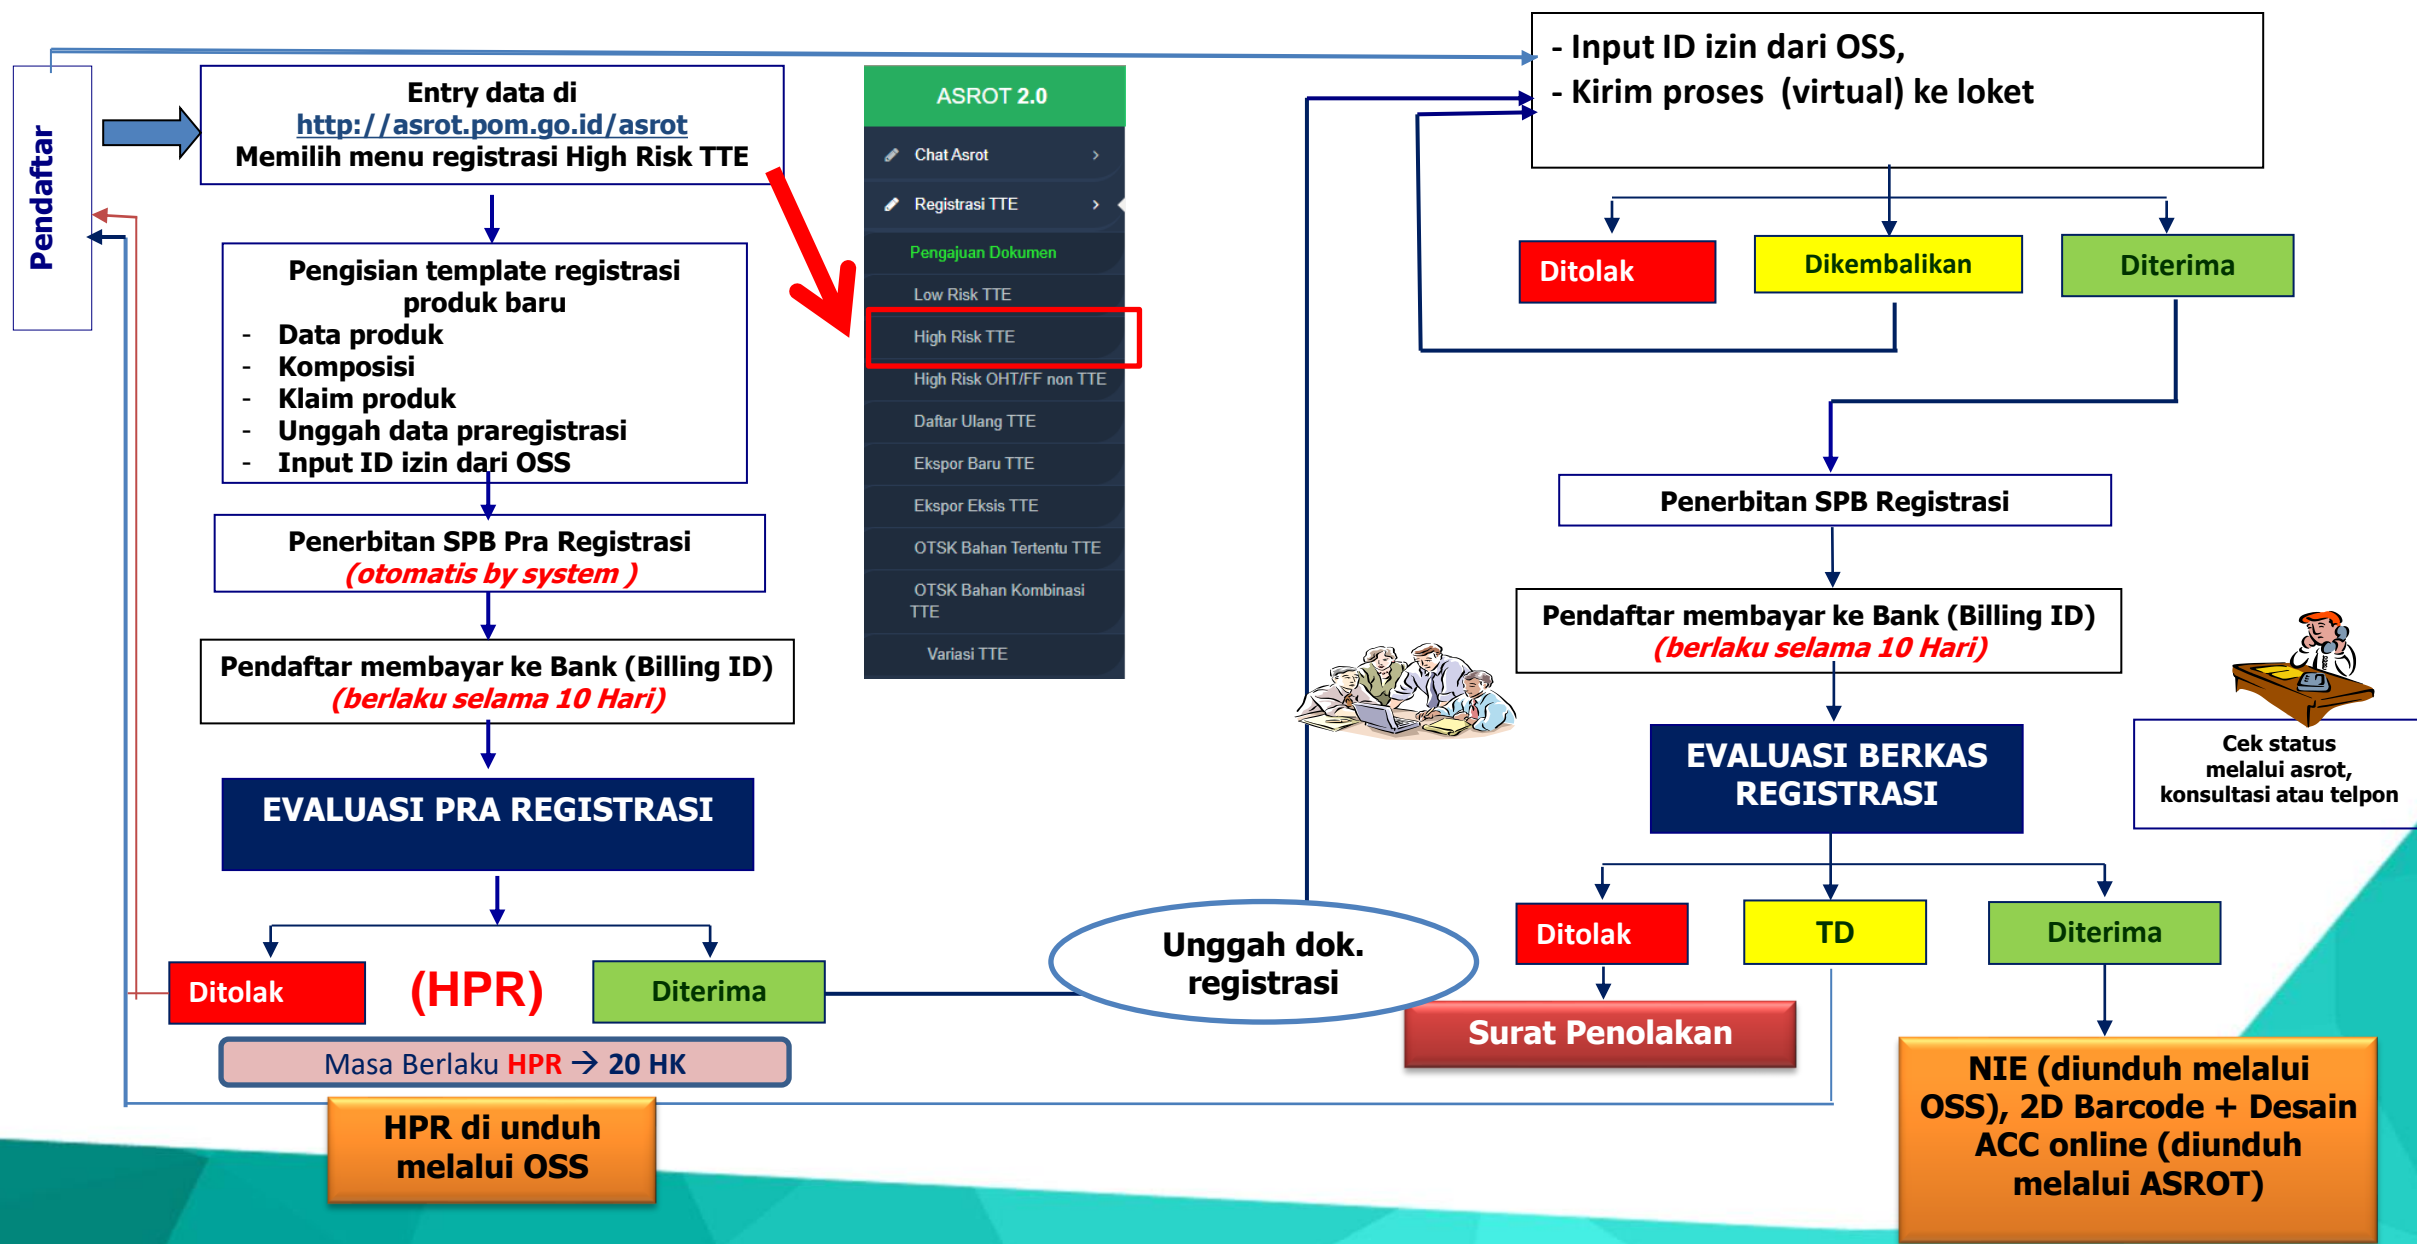 Pendaftar
Entry data di
http://asrot.pom.go.id/asrot
Memilih menu registrasi High Risk TTE
Pengisian template registrasi
produk baru
- Data produk
- Komposisi
- Klaim produk
- Unggah data praregistrasi
- Input ID izin dari OSS
Penerbitan SPB Pra Registrasi
(otomatis by system )
Pendaftar membayar ke Bank (Billing ID)
(berlaku selama 10 Hari)
EVALUASI PRA REGISTRASI
Ditolak
(HPR)
Diterima
Masa Berlaku HPR → 20 HK
HPR di unduh
melalui OSS
ASROT 2.0
Chat Asrot
Registrasi TTE
Pengajuan Dokumen
Low Risk TTE
High Risk TTE
High Risk OHT/FF non TTE
Daftar Ulang TTE
Ekspor Baru TTE
Ekspor Eksis TTE
OTSK Bahan Tertentu TTE
OTSK Bahan Kombinasi
TTE
Variasi TTE
Unggah dok.
registrasi
- Input ID izin dari OSS,
- Kirim proses (virtual) ke loket
Ditolak
Dikembalikan
Diterima
Penerbitan SPB Registrasi
Pendaftar membayar ke Bank (Billing ID)
(berlaku selama 10 Hari)
EVALUASI BERKAS
REGISTRASI
Cek status
melalui asrot,
konsultasi atau telpon
Ditolak
TD
Diterima
Surat Penolakan
NIE (diunduh melalui
OSS), 2D Barcode + Desain
ACC online (diunduh
melalui ASROT)